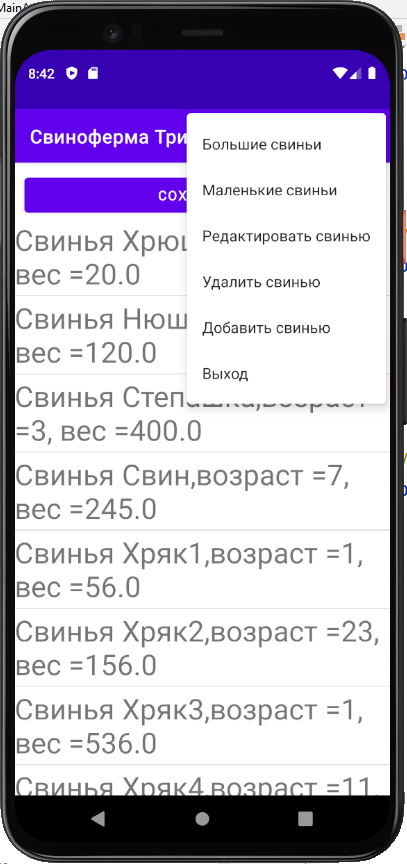 MainA
8:42
Свиноферма Три
Большие свиньи
Маленькие свиньи
Редактировать свинью
Удалить свинью
Добавить свинью
Выход
СОХ
Свинья Хрюш
вес =20.0
Свинья Нюш
вес =120.0
Свинья Степашка,возраст
=3, вес =400.0
Свинья Свин,возраст =7,
вес =245.0
Свинья Хряк1,возраст =1,
вес =56.0
Свинья Хряк2,возраст =23,
вес =156.0
Свинья Хряк3,возраст =1,
вес =536.0
Свинья Хряк4,возраст =11,